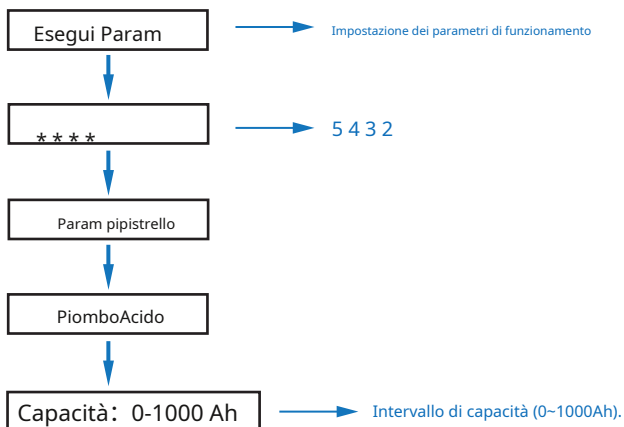 Esegui Param
Impostazione dei parametri di funzionamento
****
5 4 3 2
Param pipistrello
PiomboAcido
Capacità: 0-1000 Ah
Intervallo di capacità (0~1000Ah).